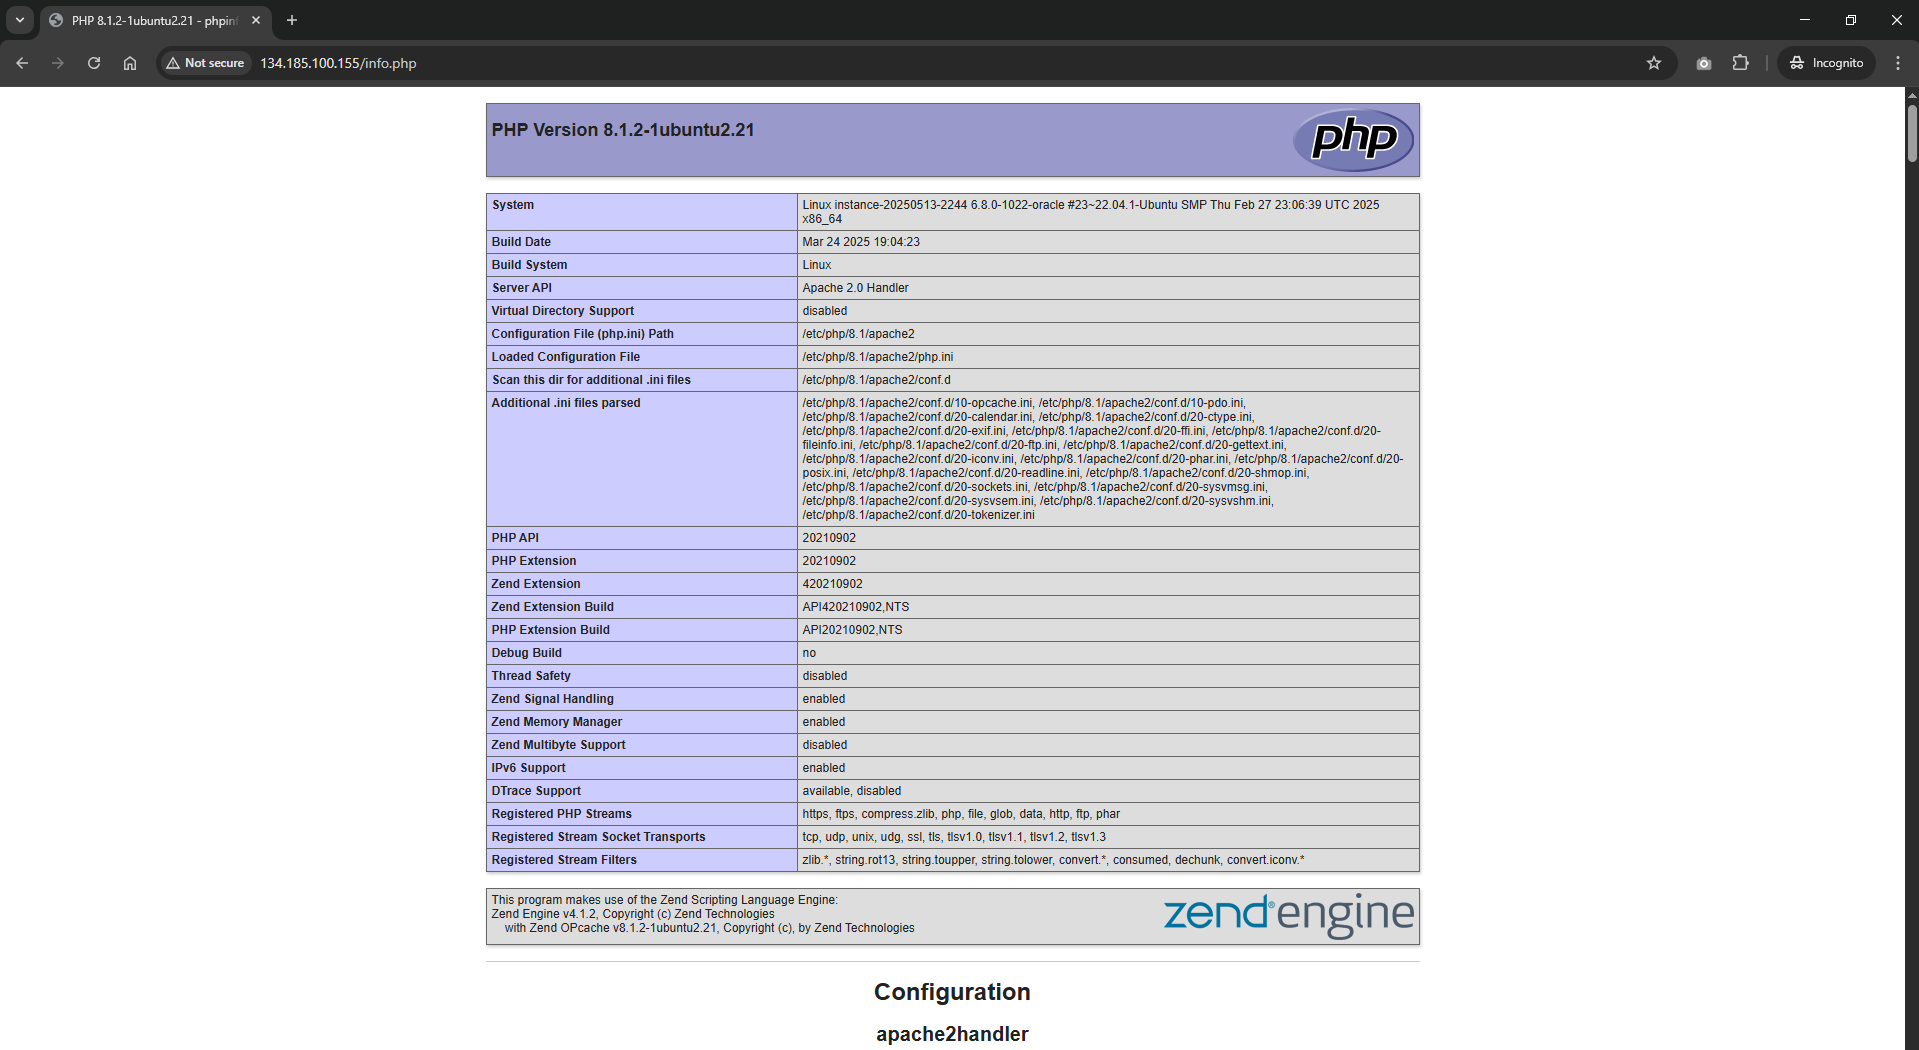 PHP 8.1.2-1ubuntu2.21 - phpinf
Not secure
134.185.100.155/info.php
Incognito
PHP Version 8.1.2-1ubuntu2.21
php
System
Linux instance-20250513-2244 6.8.0-1022-oracle #23~22.04.1-Ubuntu SMP Thu Feb 27 23:06:39 UTC 2025
x86_64
Build Date
Mar 24 2025 19:04:23
Build System
Linux
Server API
Apache 2.0 Handler
Virtual Directory Support
disabled
Configuration File (php.ini) Path
/etc/php/8.1/apache2
Loaded Configuration File
/etc/php/8.1/apache2/php.ini
Scan this dir for additional .ini files
/etc/php/8.1/apache2/conf.d
Additional .ini files parsed
/etc/php/8.1/apache2/conf.d/10-opcache.ini, /etc/php/8.1/apache2/conf.d/10-pdo.ini,
/etc/php/8.1/apache2/conf.d/20-calendar.ini, /etc/php/8.1/apache2/conf.d/20-ctype.ini,
/etc/php/8.1/apache2/conf.d/20-exif.ini, /etc/php/8.1/apache2/conf.d/20-ffi.ini, /etc/php/8.1/apache2/conf.d/20-
fileinfo.ini, /etc/php/8.1/apache2/conf.d/20-ftp.ini, /etc/php/8.1/apache2/conf.d/20-gettext.ini,
/etc/php/8.1/apache2/conf.d/20-iconv.ini, /etc/php/8.1/apache2/conf.d/20-phar.ini, /etc/php/8.1/apache2/conf.d/20-
posix.ini, /etc/php/8.1/apache2/conf.d/20-readline.ini, /etc/php/8.1/apache2/conf.d/20-shmop.ini,
/etc/php/8.1/apache2/conf.d/20-sockets.ini, /etc/php/8.1/apache2/conf.d/20-sysvmsg.ini,
/etc/php/8.1/apache2/conf.d/20-sysvsem.ini, /etc/php/8.1/apache2/conf.d/20-sysvshm.ini,
/etc/php/8.1/apache2/conf.d/20-tokenizer.ini
PHP API
20210902
PHP Extension
20210902
Zend Extension
420210902
Zend Extension Build
API420210902,NTS
PHP Extension Build
API20210902,NTS
Debug Build
no
Thread Safety
disabled
Zend Signal Handling
enabled
Zend Memory Manager
enabled
Zend Multibyte Support
disabled
IPv6 Support
enabled
DTrace Support
available, disabled
Registered PHP Streams
https, ftps, compress.zlib, php, file, glob, data, http, ftp, phar
Registered Stream Socket Transports
tcp, udp, unix, udg, ssl, tls, tlsv1.0, tlsv1.1, tlsv1.2, tlsv1.3
Registered Stream Filters
zlib.*, string.rot13, string.toupper, string.tolower, convert.*, consumed, dechunk, convert.iconv.*
This program makes use of the Zend Scripting Language Engine:
Zend Engine v4.1.2, Copyright (c) Zend Technologies
with Zend OPcache v8.1.2-1ubuntu2.21, Copyright (c), by Zend Technologies
zend®engine
Configuration
apache2handler